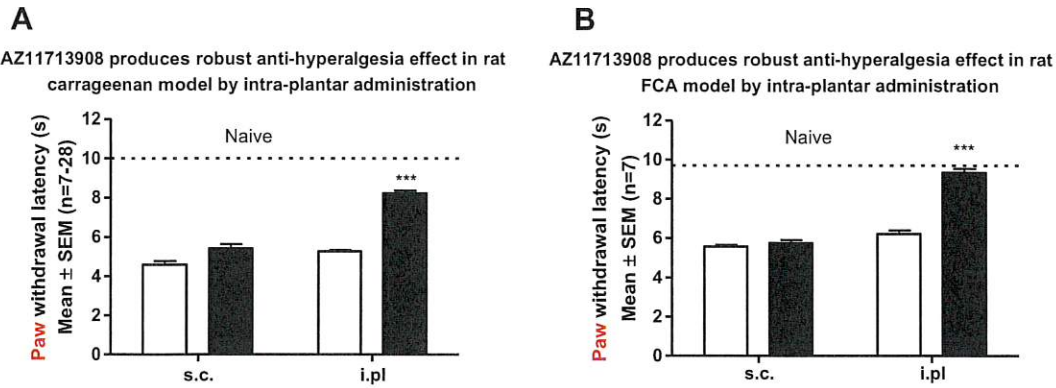 A
AZ11713908 produces robust anti-hyperalgesia effect in rat
carrageenan model by intra-plantar administration
Paw withdrawal latency (s)
Mean ± SEM (n=7-28)
12
10
8
6
4
2
0
Naive
***
s.c.
i.pl
B
AZ11713908 produces robust anti-hyperalgesia effect in rat
FCA model by intra-plantar administration
Paw withdrawal latency (s)
Mean ± SEM (n=7)
12
10
8
6
4
2
0
Naive
***
s.c.
i.pl